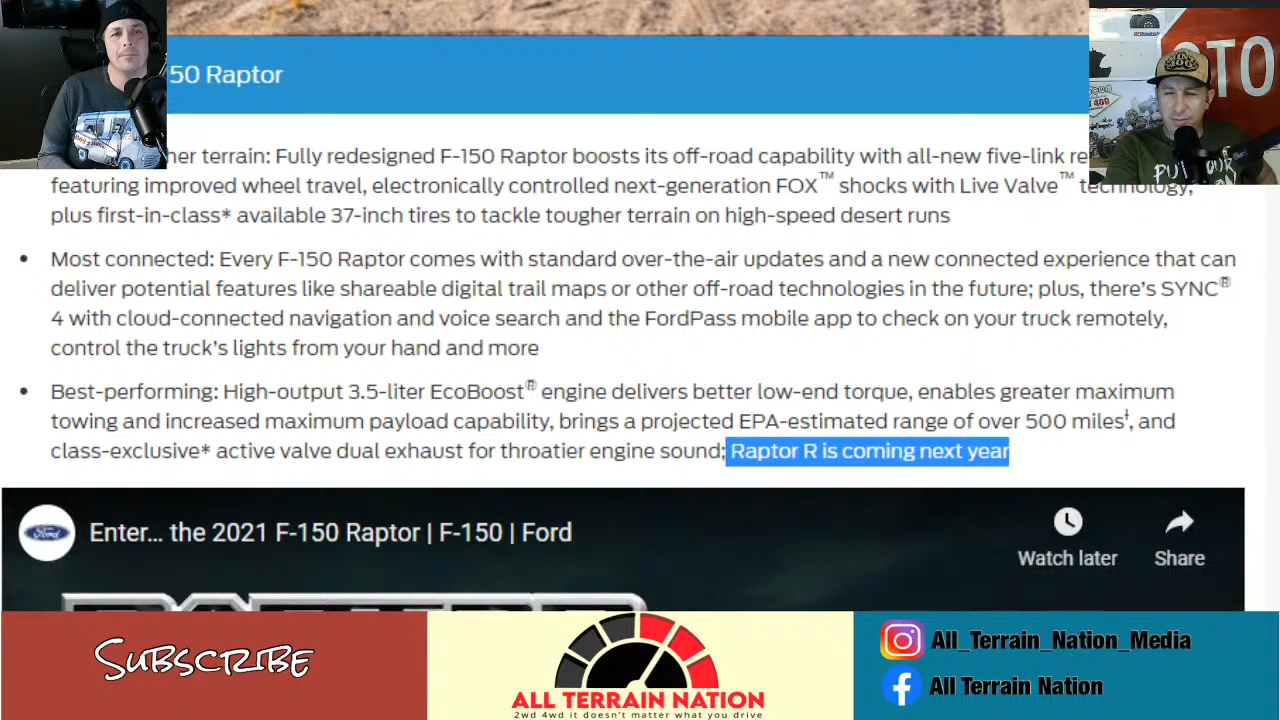 50 Raptor
her terrain: Fully redesigned F-150 Raptor boosts its off-road capability with all-new five-link
featuring improved wheel travel, electronically controlled next-generation FOX™ shocks with Live Valve™ technology,
plus first-in-class* available 37-inch tires to tackle tougher terrain on high-speed desert runs
• Most connected: Every F-150 Raptor comes with standard over-the-air updates and a new connected experience that can
deliver potential features like shareable digital trail maps or other off-road technologies in the future; plus, there's SYNC®
4 with cloud-connected navigation and voice search and the FordPass mobile app to check on your truck remotely,
control the truck's lights from your hand and more
• Best-performing: High-output 3.5-liter EcoBoost® engine delivers better low-end torque, enables greater maximum
towing and increased maximum payload capability, brings a projected EPA-estimated range of over 500 miles‡, and
class-exclusive* active valve dual exhaust for throatier engine sound; Raptor R is coming next year
Ford
Enter... the 2021 F-150 Raptor | F-150 | Ford
Watch later
Share
SUBSCRIBE
ALL TERRAIN NATION
2wd 4wd it doesn't matter what you drive
All_Terrain_Nation_Media
All Terrain Nation